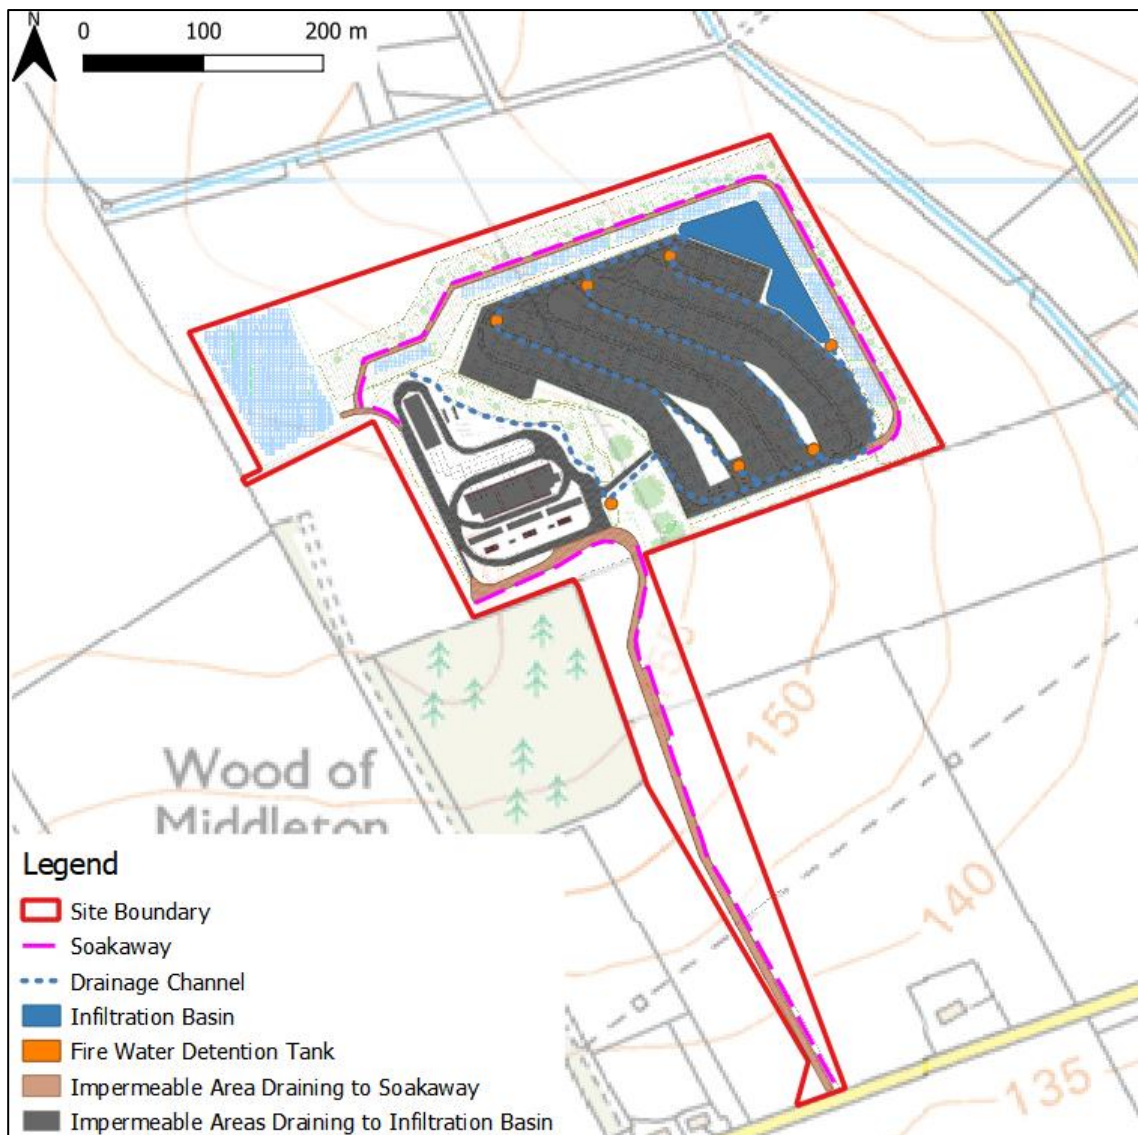 N
0 100 200 m
155
150
Wood of
Middleton
140
135
Legend
Site Boundary
Soakaway
Drainage Channel
Infiltration Basin
Fire Water Detention Tank
Impermeable Area Draining to Soakaway
Impermeable Areas Draining to Infiltration Basin